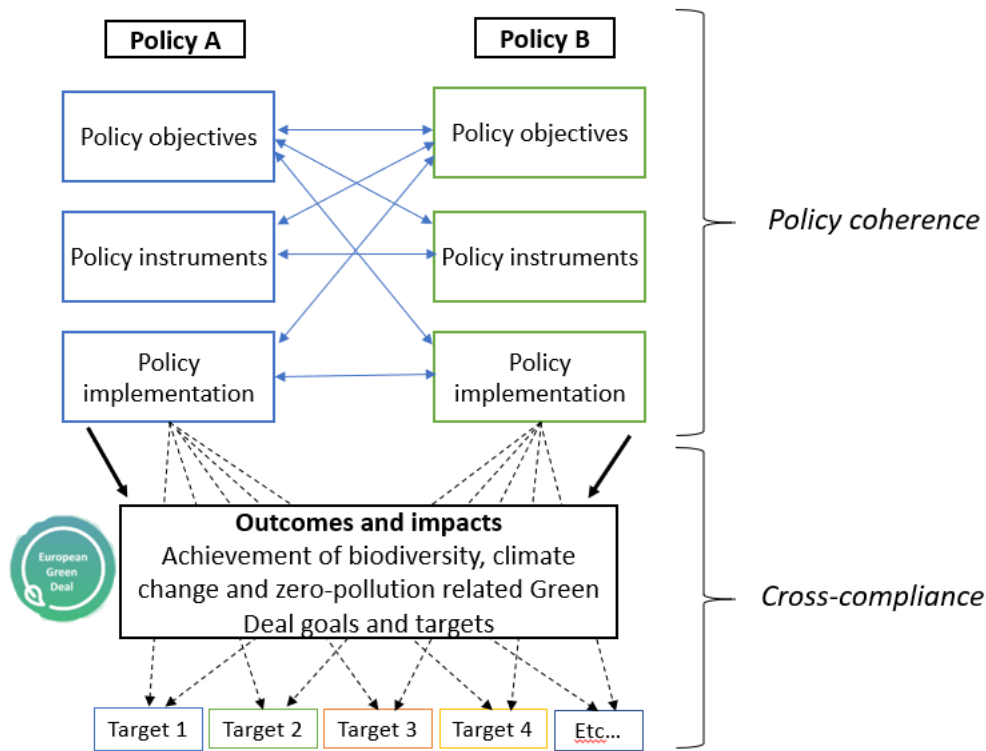 Policy A
Policy B
Policy objectives
Policy objectives
Policy instruments
Policy instruments
Policy
implementation
Policy
implementation
Policy coherence
Outcomes and impacts
Achievement of biodiversity, climate
change and zero-pollution related Green
Deal goals and targets
European
Green
Deal
Cross-compliance
Target 1
Target 2
Target 3
Target 4
Etc...